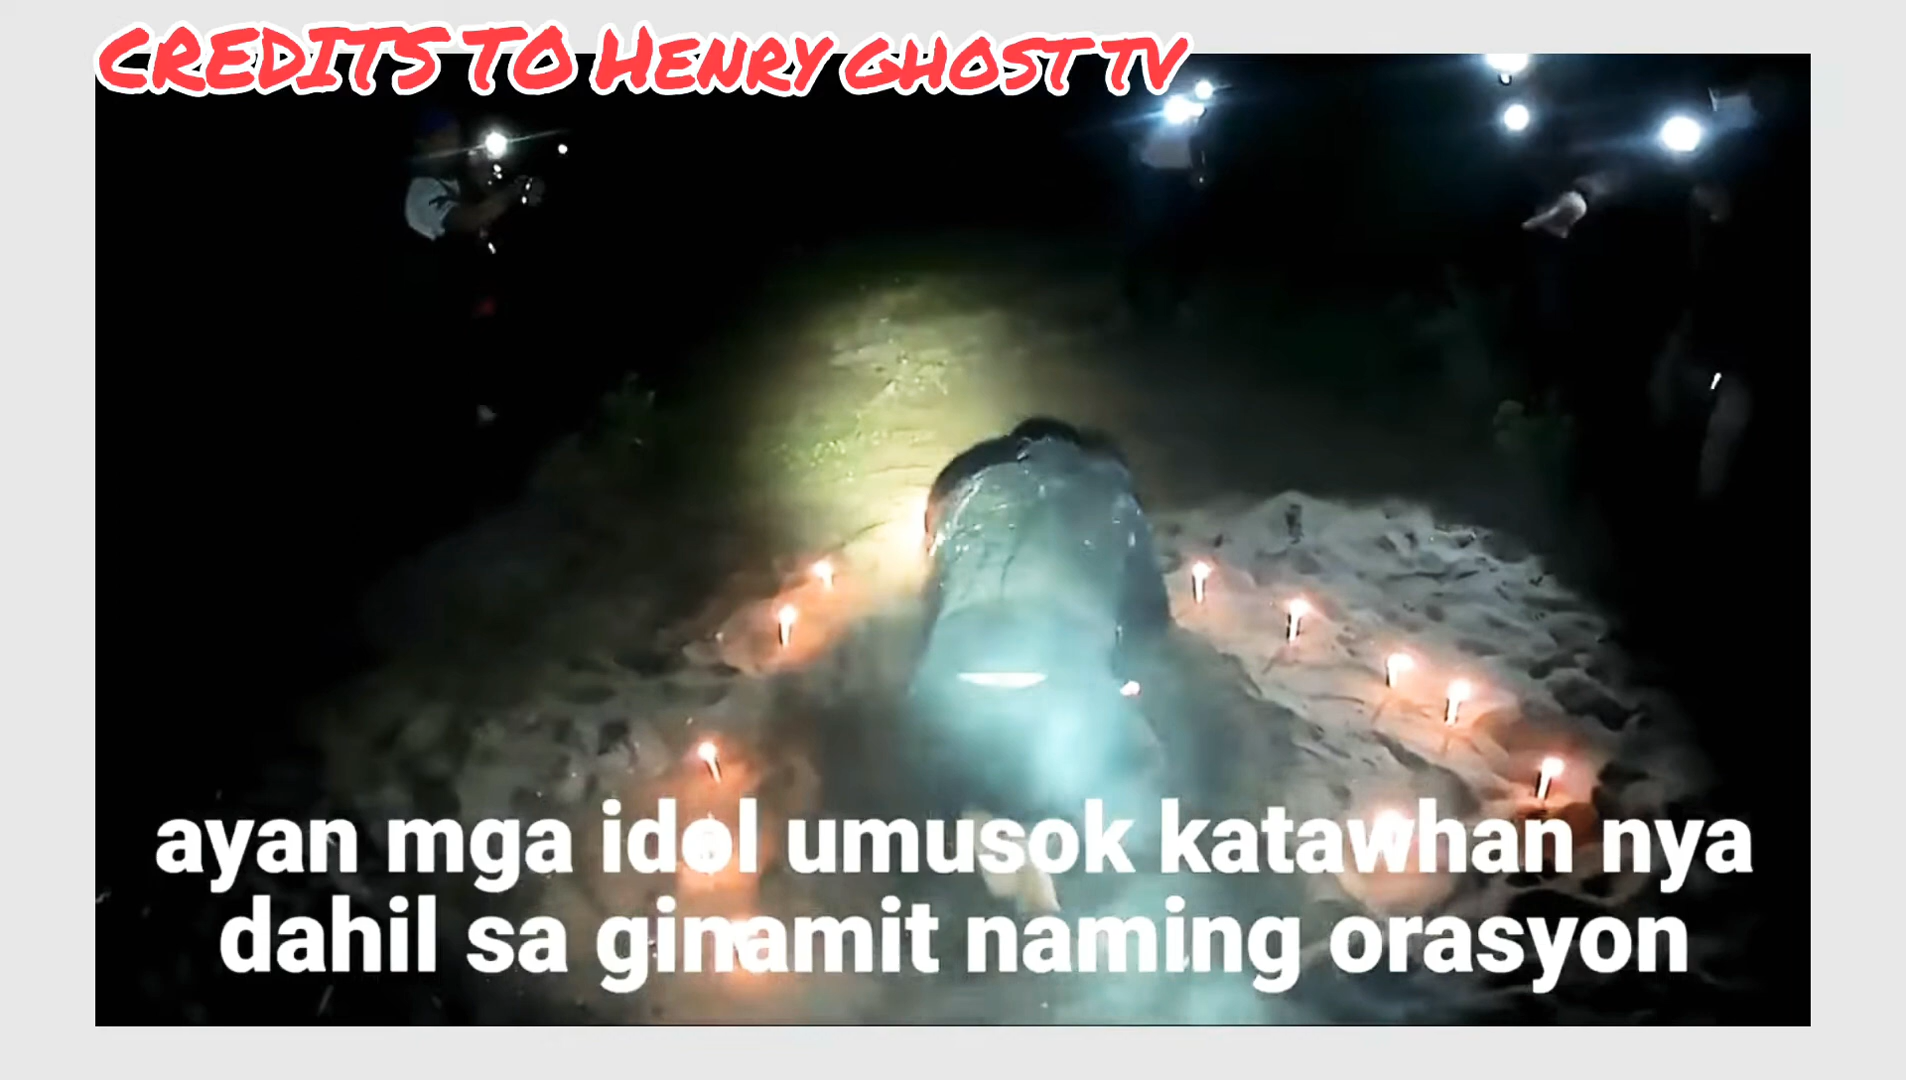 CREDITS TO HENRY GHOST TV
ayan mga idol umusok katawhan nya
dahil sa ginamit naming orasyon